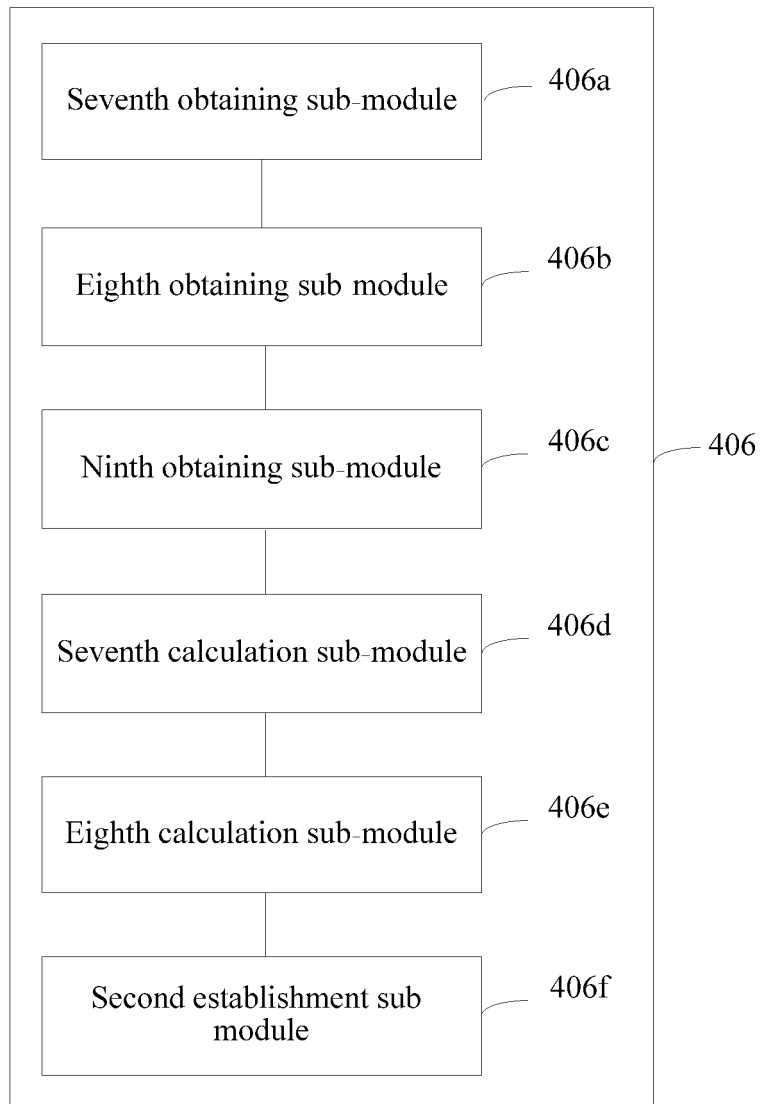 Seventh obtaining sub-module
406a
Eighth obtaining sub module
406b
Ninth obtaining sub-module
406c
406
Seventh calculation sub-module
406d
Eighth calculation sub-module
406e
Second establishment sub
module
406f